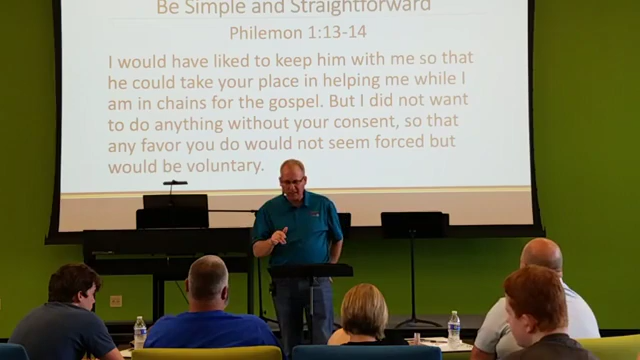 Be Simple and Straightforward
Philemon 1:13-14
I would have liked to keep him with me so that
he could take your place in helping me while I
am in chains for the gospel. But I did not want
to do anything without your consent, so that
any favor you do would not seem forced but
would be voluntary.